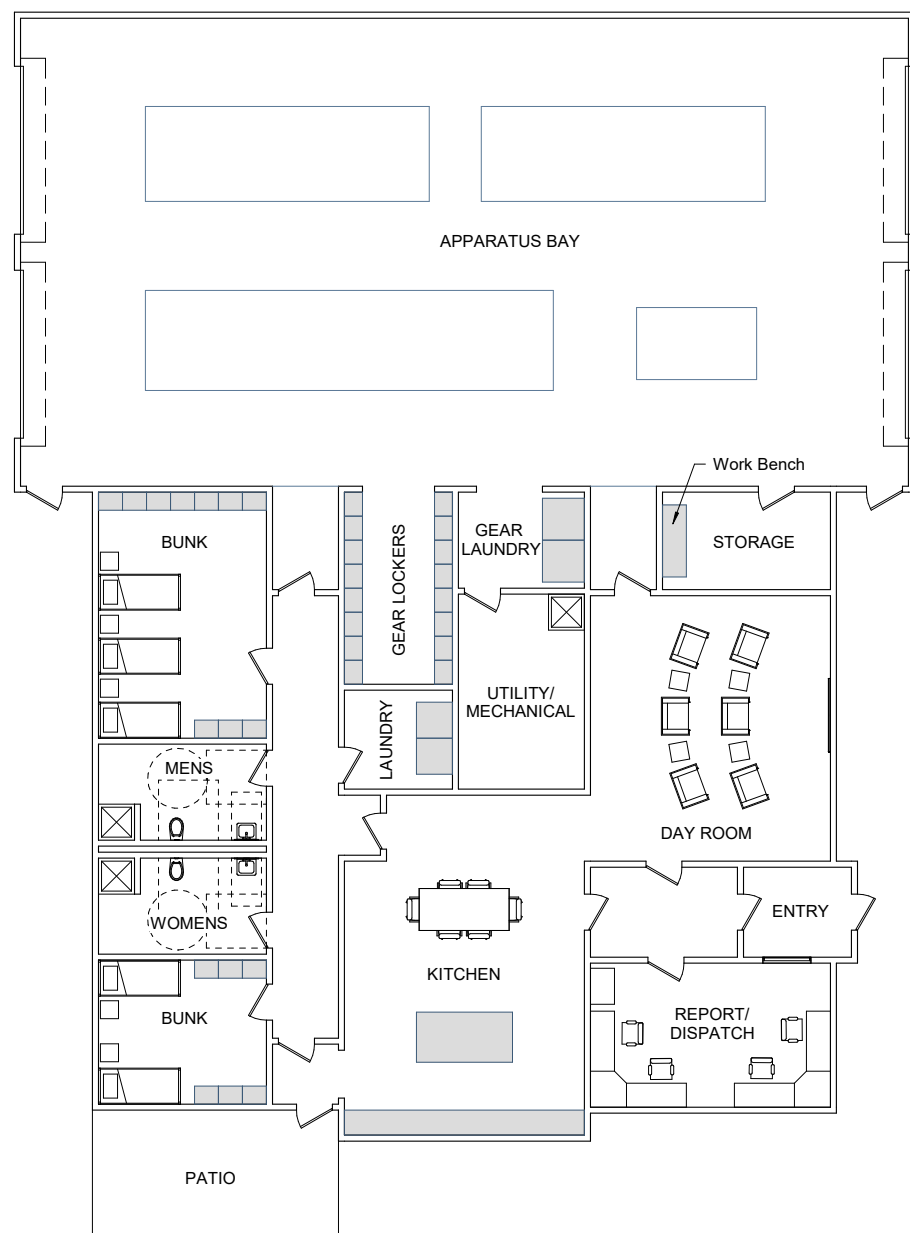 APPARATUS BAY
Work Bench
BUNK
GEAR LOCKERS
GEAR
LAUNDRY
STORAGE
UTILITY/
MECHANICAL
LAUNDRY
MENS
DAY ROOM
WOMENS
ENTRY
KITCHEN
BUNK
REPORT/
DISPATCH
PATIO